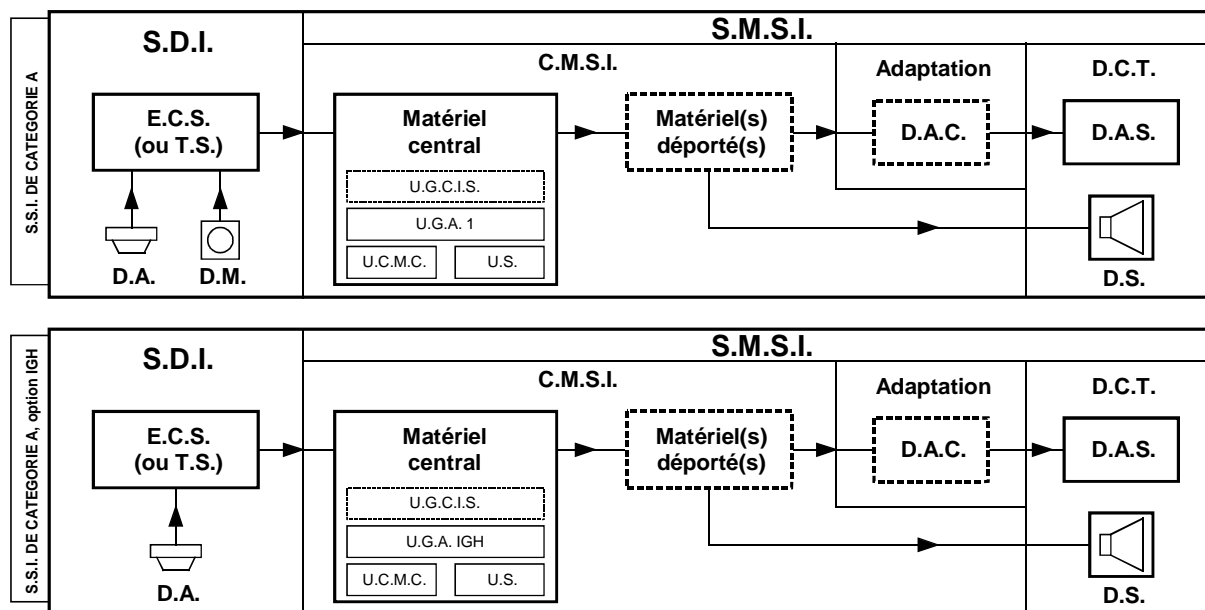 S.S.I. DE CATEGORIE A
S.D.I.
S.M.S.I.
C.M.S.I.
Adaptation
D.C.T.
E.C.S.
(ou T.S.)
Matériel
central
Matériel(s)
déporté(s)
D.A.C.
D.A.S.
U.G.C.I.S.
U.G.A. 1
U.C.M.C.
U.S.
D.A.
D.M.
D.S.
S.S.I. DE CATEGORIE A, option IGH
S.D.I.
S.M.S.I.
C.M.S.I.
Adaptation
D.C.T.
E.C.S.
(ou T.S.)
Matériel
central
Matériel(s)
déporté(s)
D.A.C.
D.A.S.
U.G.C.I.S.
U.G.A. IGH
U.C.M.C.
U.S.
D.A.
D.S.